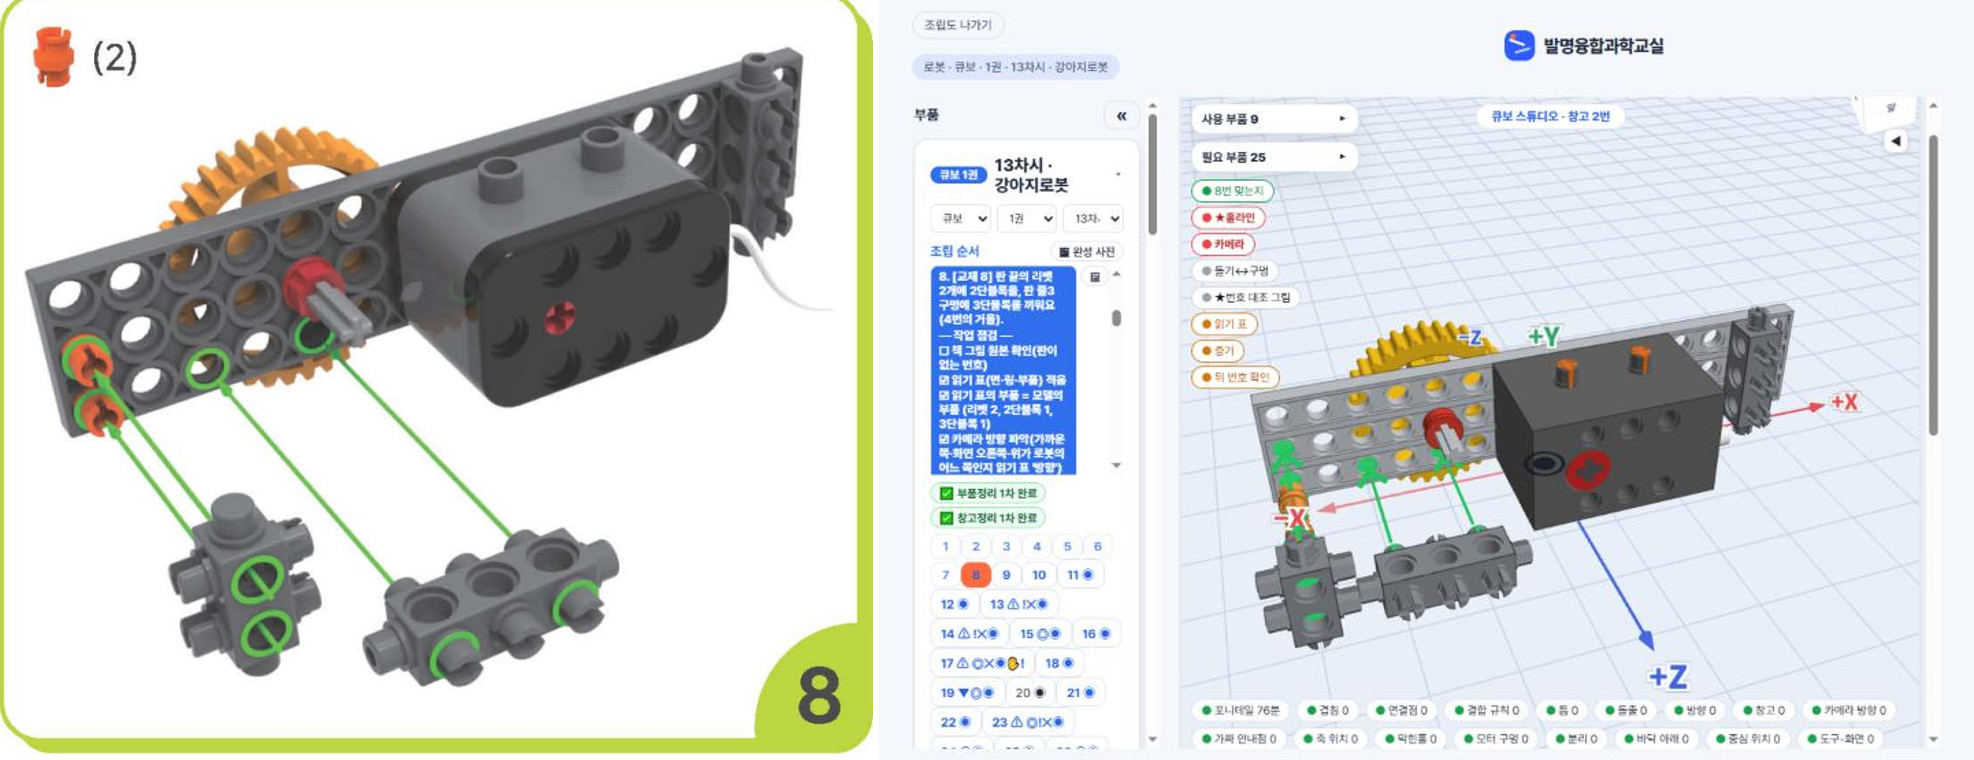 (2)
8
조립도 나가기
로봇 · 큐보 · 1권 · 13차시 · 강아지로봇
발명융합과학교실
부품
«
큐보 1권
13차시 ·
강아지로봇
큐보
1권
13차·
조립 순서
완성 사진
8. [교재 8] 판 끝의 리벳
2개에 2단블록을, 판 줄3
구멍에 3단블록을 끼워요
(4번의 거울).
— 작업 점검 —
☐ 책 그림 원본 확인(판이
없는 번호)
☑ 읽기 표(면·링·부품) 적음
☑ 읽기 표의 부품 = 모델의
부품 (리벳 2, 2단블록 1,
3단블록 1)
☑ 카메라 방향 파악(가까운
쪽·화면 오른쪽·위가 로봇의
어느 쪽인지 읽기 표 '방향')
✅ 부품정리 1차 완료
✅ 창고정리 1차 완료
1 2 3 4 5 6
7 8 9 10 11◉
12◉ 13⚠!X◉
14⚠!X◉ 15◎◉ 16◉
17⚠◎X◉✋! 18◉
19▼◎◉ 20◉ 21◉
22◉ 23⚠◎!X◉
사용 부품 9
필요 부품 25
큐보 스튜디오 · 창고 2번
8번 맞는지
★홀라인
카메라
돌기↔구멍
★번호 대조 그림
읽기 표
증기
뒤 번호 확인
-Z
+Y
+X
-X
+Z
포니테일 76분
겹침 0
연결점 0
결합 규칙 0
틈 0
돌출 0
방향 0
창고 0
카메라 방향 0
가짜 안내점 0
축 위치 0
막힌홀 0
모터 구멍 0
분리 0
바닥 아래 0
중심 위치 0
도구-화면 0